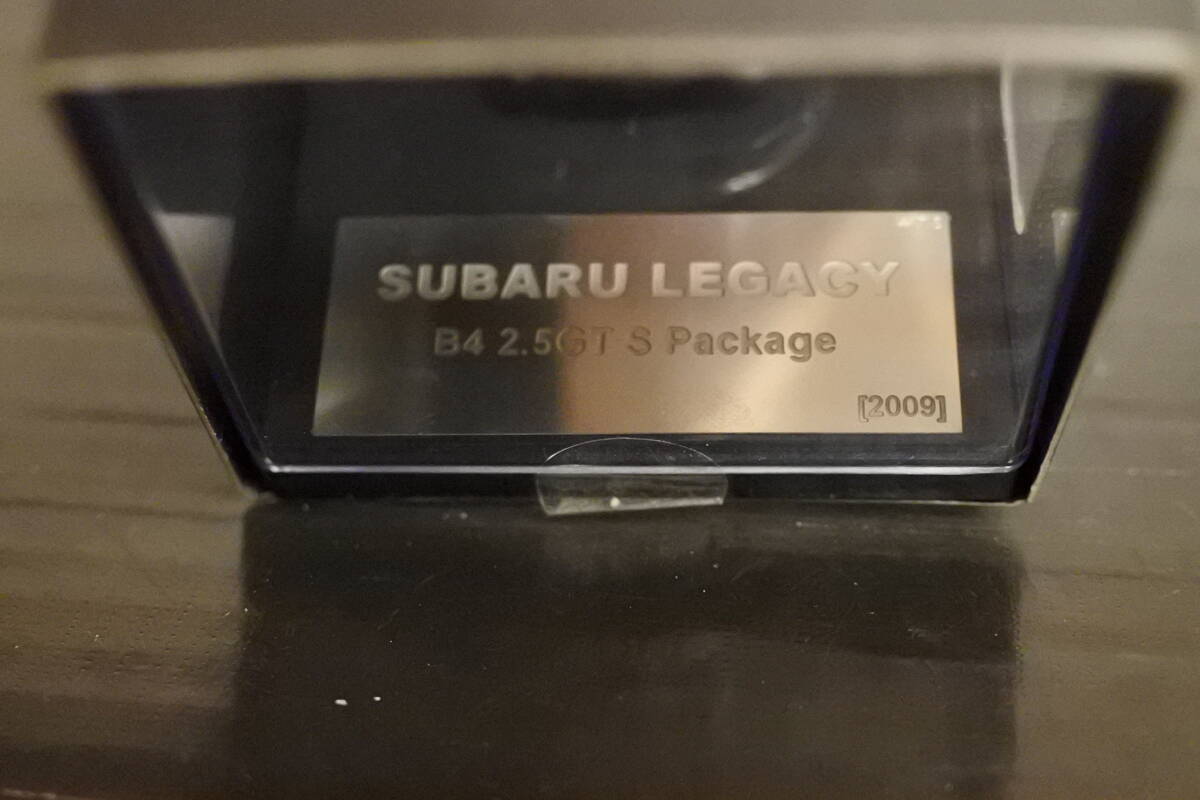 SUBARU LEGACY
B4 2.5GT S Package
[2009]